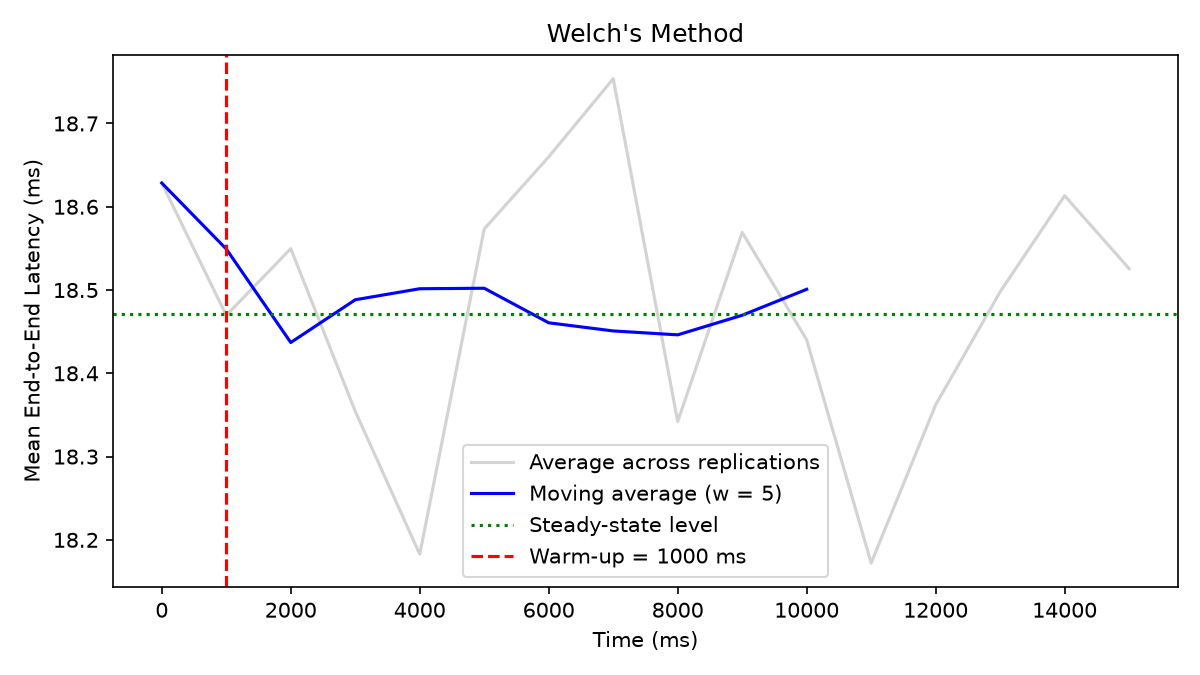 Welch's Method
Mean End-to-End Latency (ms)
18.7
18.6
18.5
18.4
18.3
18.2
Average across replications
Moving average (w = 5)
Steady-state level
Warm-up = 1000 ms
0 2000 4000 6000 8000 10000 12000 14000
Time (ms)